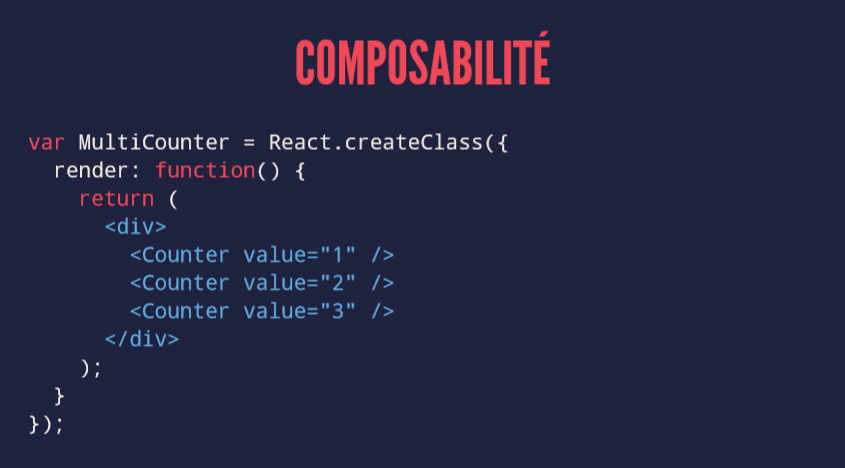 COMPOSABILITÉ
var MultiCounter = React.createClass({
  render: function() {
    return (
      <div>
        <Counter value="1" />
        <Counter value="2" />
        <Counter value="3" />
      </div>
    );
  }
});